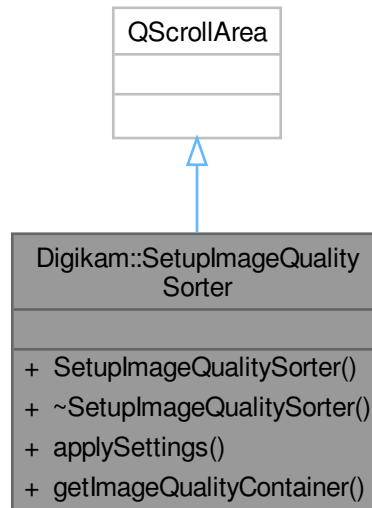 QScrollArea
Digikam::SetupImageQuality
Sorter
+ SetupImageQualitySorter()
+ ~SetupImageQualitySorter()
+ applySettings()
+ getImageQualityContainer()